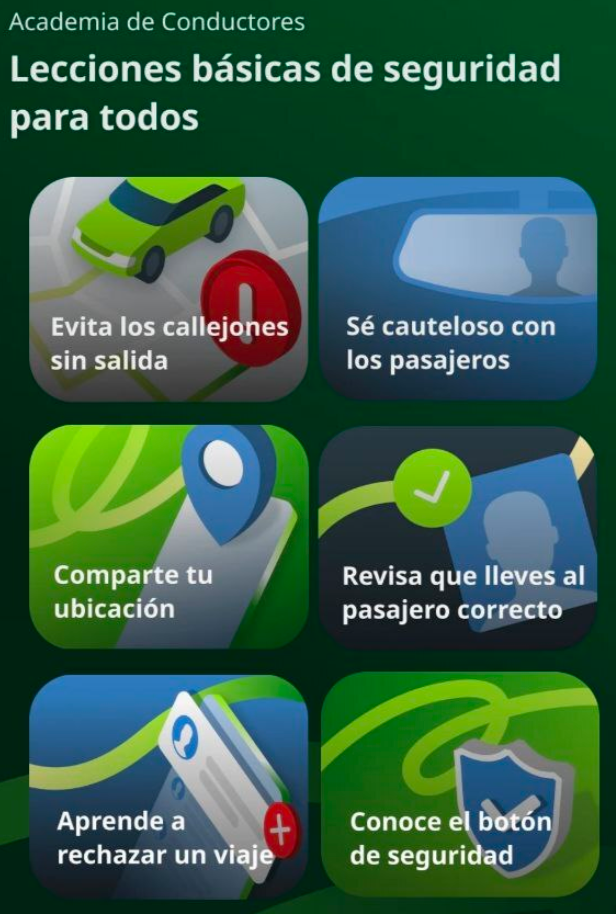 Academia de Conductores
Lecciones básicas de seguridad
para todos
Evita los callejones
sin salida
Sé cauteloso con
los pasajeros
Comparte tu
ubicación
Revisa que lleves al
pasajero correcto
Aprende a
rechazar un viaje
Conoce el botón
de seguridad